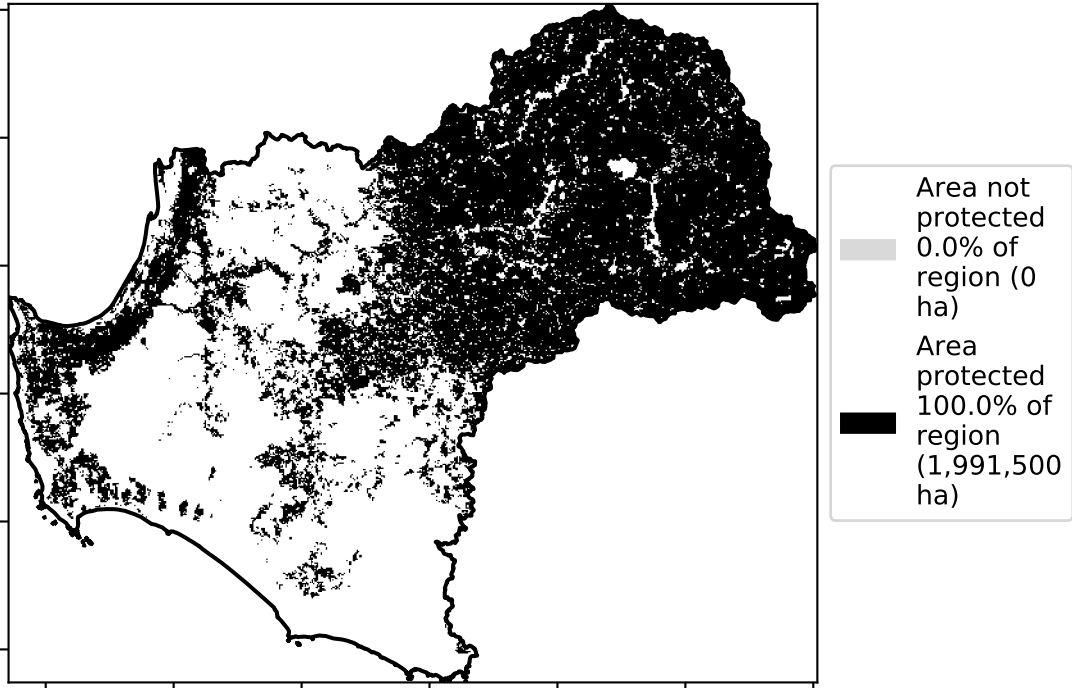 Area not
protected
0.0% of
region (0
ha)
Area
protected
100.0% of
region
(1,991,500
ha)